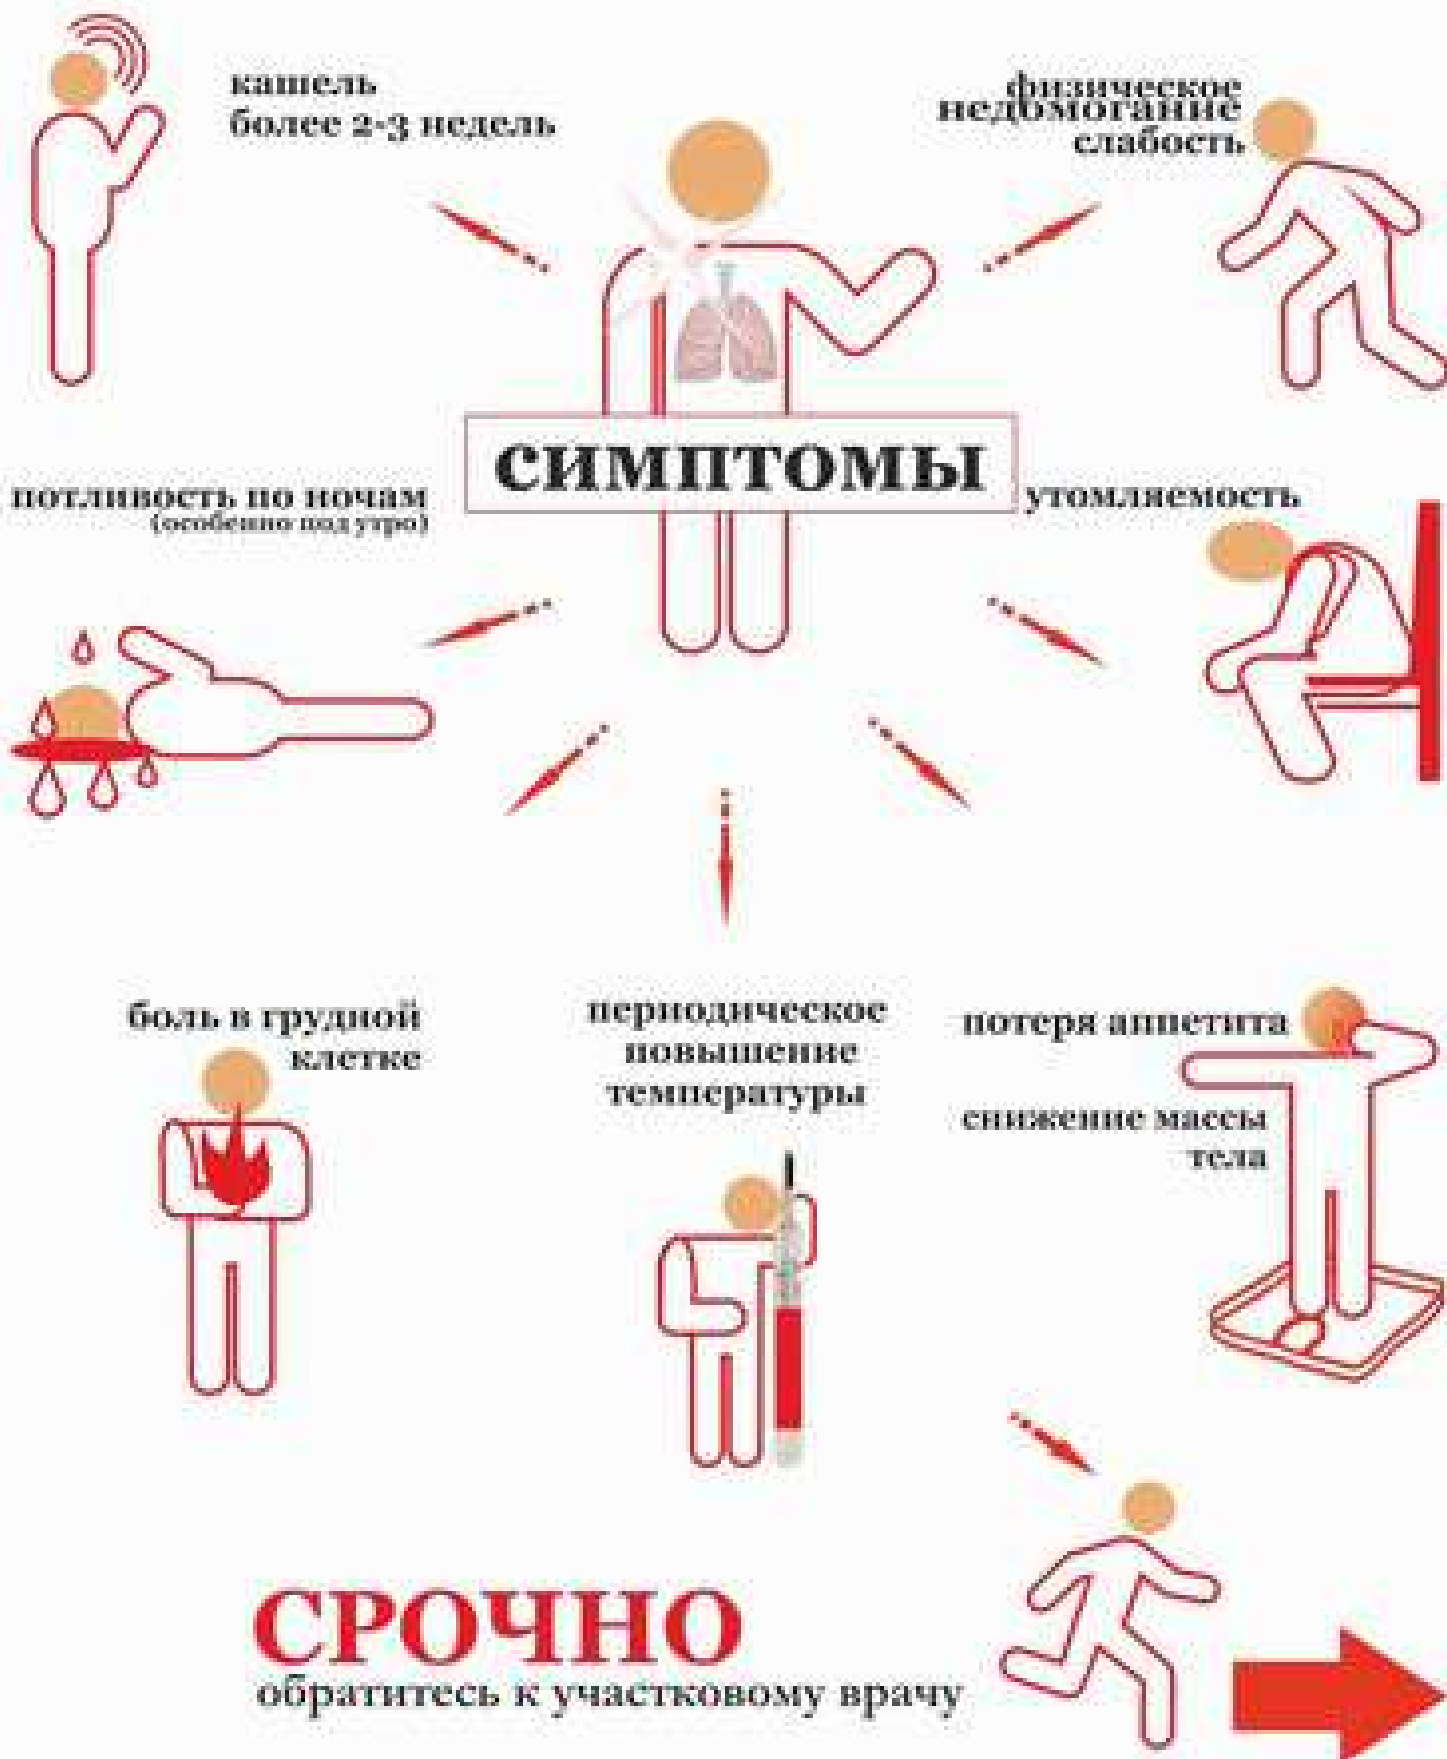 кашель
более 2-3 недель
физическое
недомогание
слабость
симптомы
потливость по ночам
(особенно под утро)
утомляемость
боль в грудной
клетке
периодическое
повышение
температуры
потеря аппетита
снижение массы
тела
СРОЧНО
обратитесь к участковому врачу